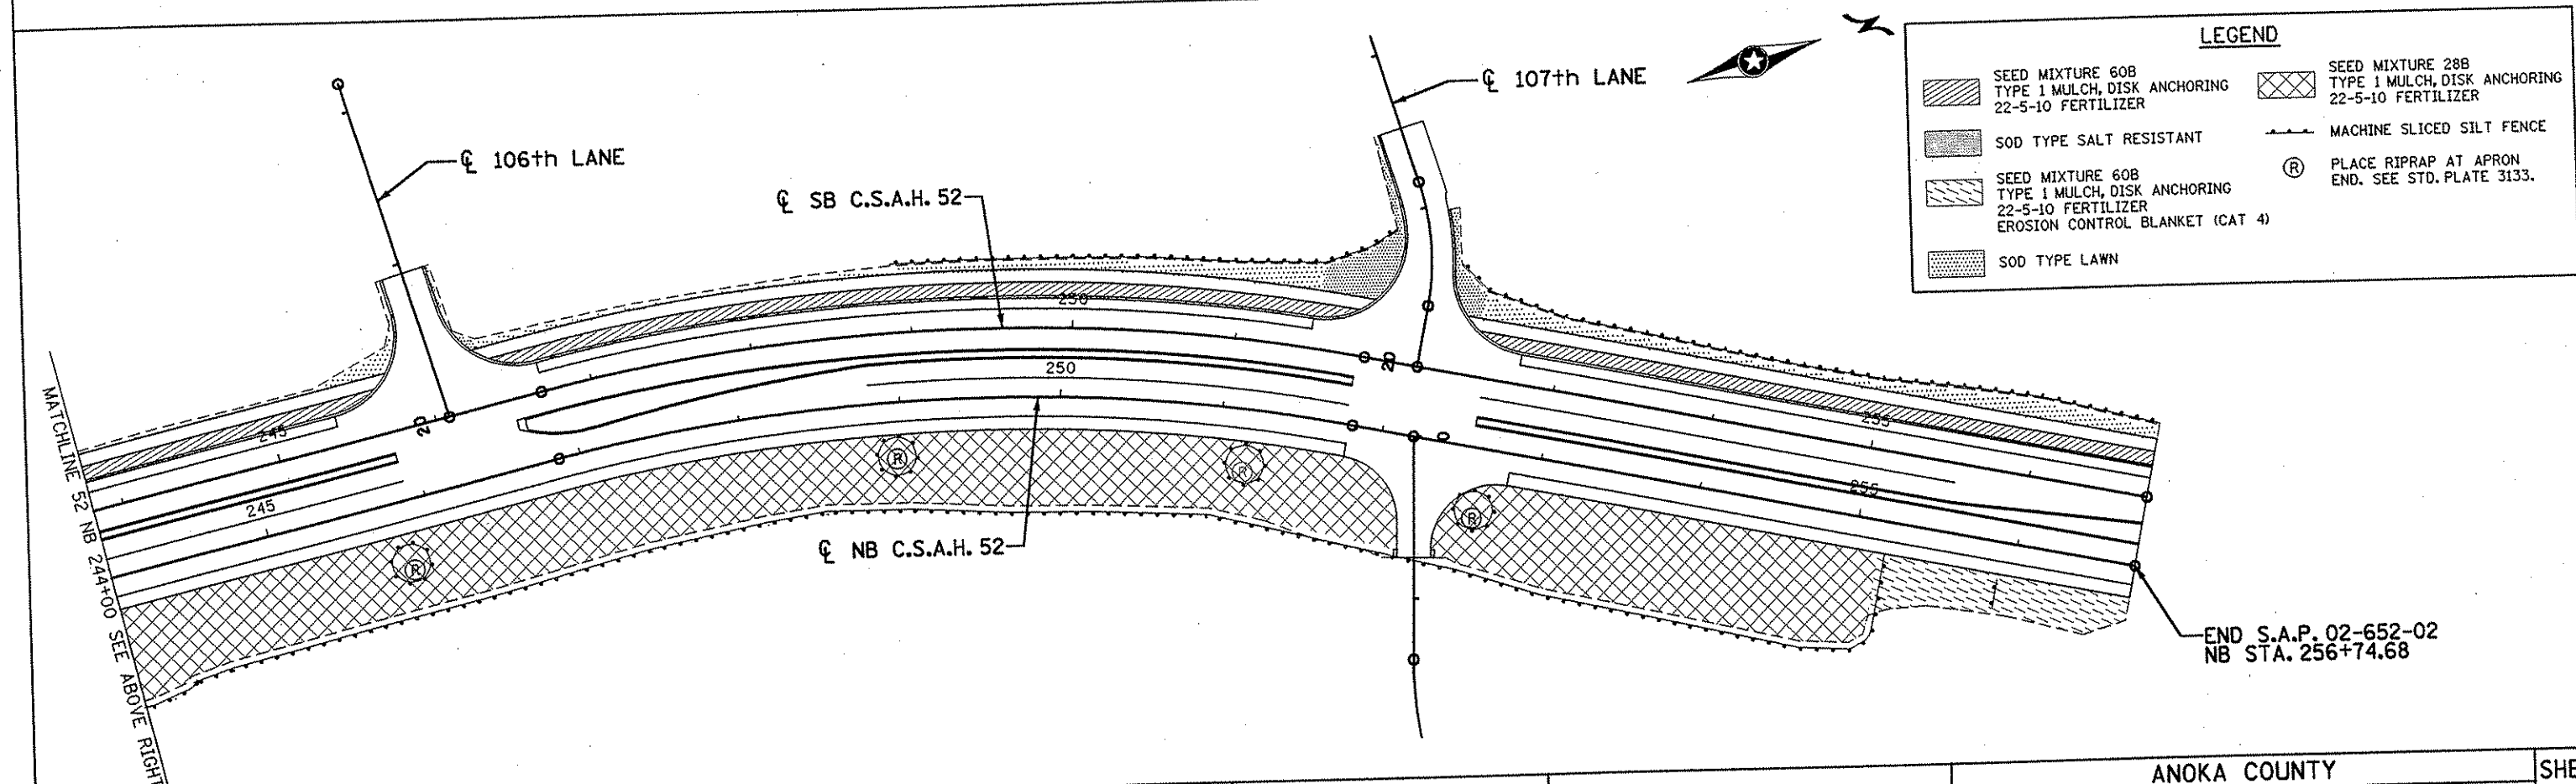 LEGEND
SEED MIXTURE 60B
TYPE 1 MULCH, DISK ANCHORING
22-5-10 FERTILIZER
SOD TYPE SALT RESISTANT
SEED MIXTURE 60B
TYPE 1 MULCH, DISK ANCHORING
22-5-10 FERTILIZER
EROSION CONTROL BLANKET (CAT 4)
SOD TYPE LAWN
SEED MIXTURE 28B
TYPE 1 MULCH, DISK ANCHORING
22-5-10 FERTILIZER
MACHINE SLICED SILT FENCE
R
PLACE RIPRAP AT APRON
END. SEE STD. PLATE 3133.
Z
℄ 107th LANE
℄ 106th LANE
℄ SB C.S.A.H. 52
250
250
20
20
0
245
245
255
255
R
R
R
R
℄ NB C.S.A.H. 52
MATCHLINE 52 NB 244+00 SEE ABOVE RIGHT
END S.A.P. 02-652-02
NB STA. 256+74.68
ANOKA COUNTY